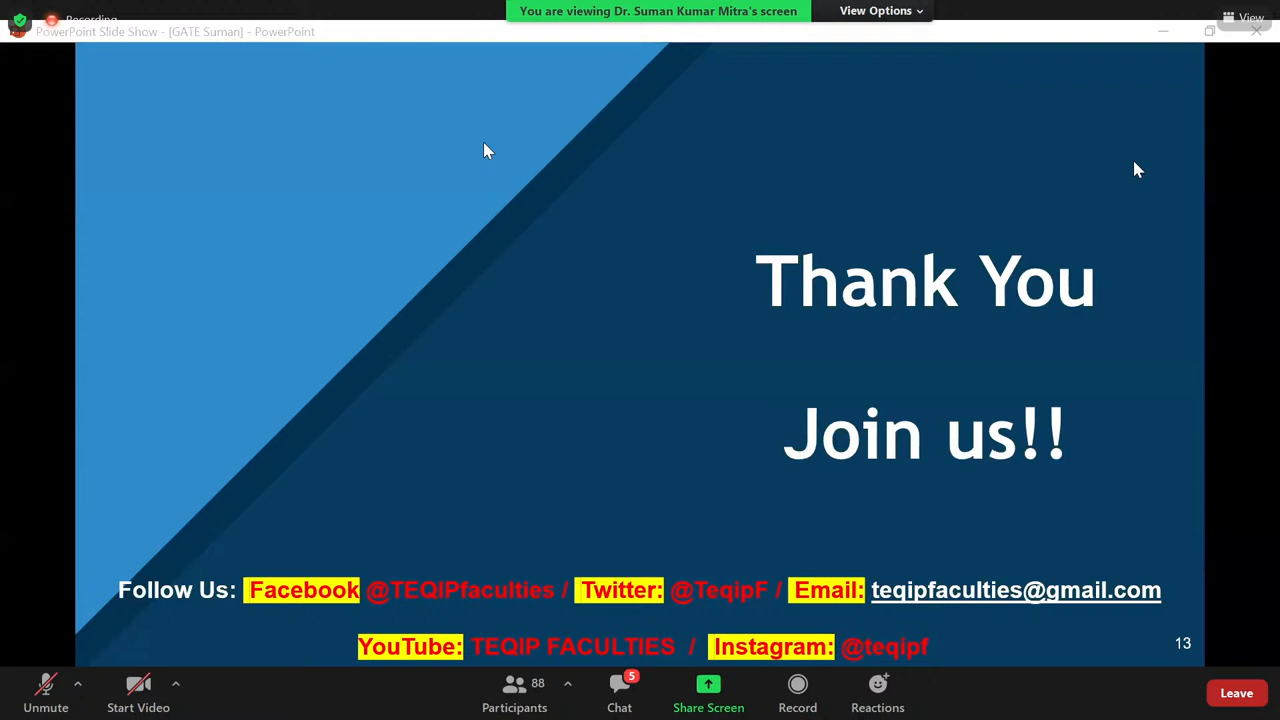 Recording
You are viewing Dr. Suman Kumar Mitra's screen
View Options
View
PowerPoint Slide Show - [GATE Suman] - PowerPoint
Thank You
Join us!!
Follow Us: Facebook @TEQIPfaculties / Twitter: @TeqipF / Email: teqipfaculties@gmail.com
YouTube: TEQIP FACULTIES / Instagram: @teqipf
13
88
5
Unmute
Start Video
Participants
Chat
Share Screen
Record
Reactions
Leave